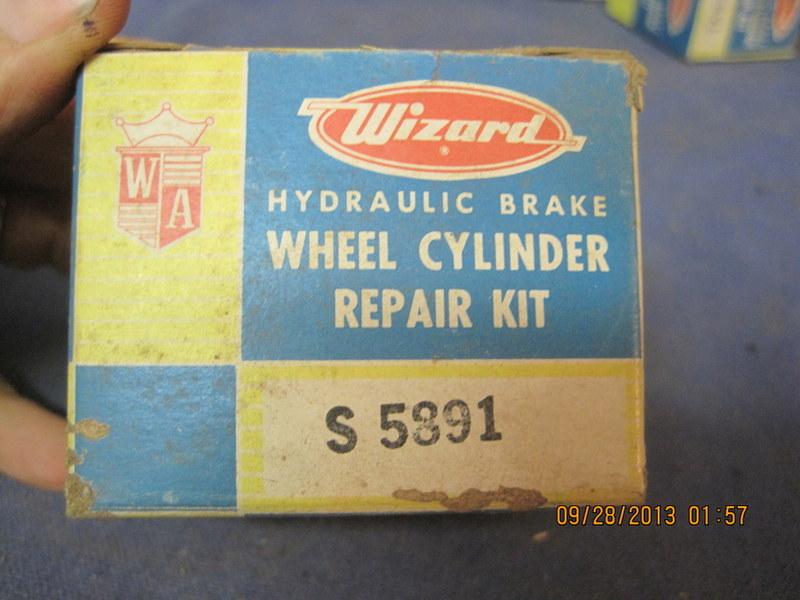 W
A
Wizard
®
HYDRAULIC BRAKE
WHEEL CYLINDER
REPAIR KIT
S 5891
09/28/2013 01:57